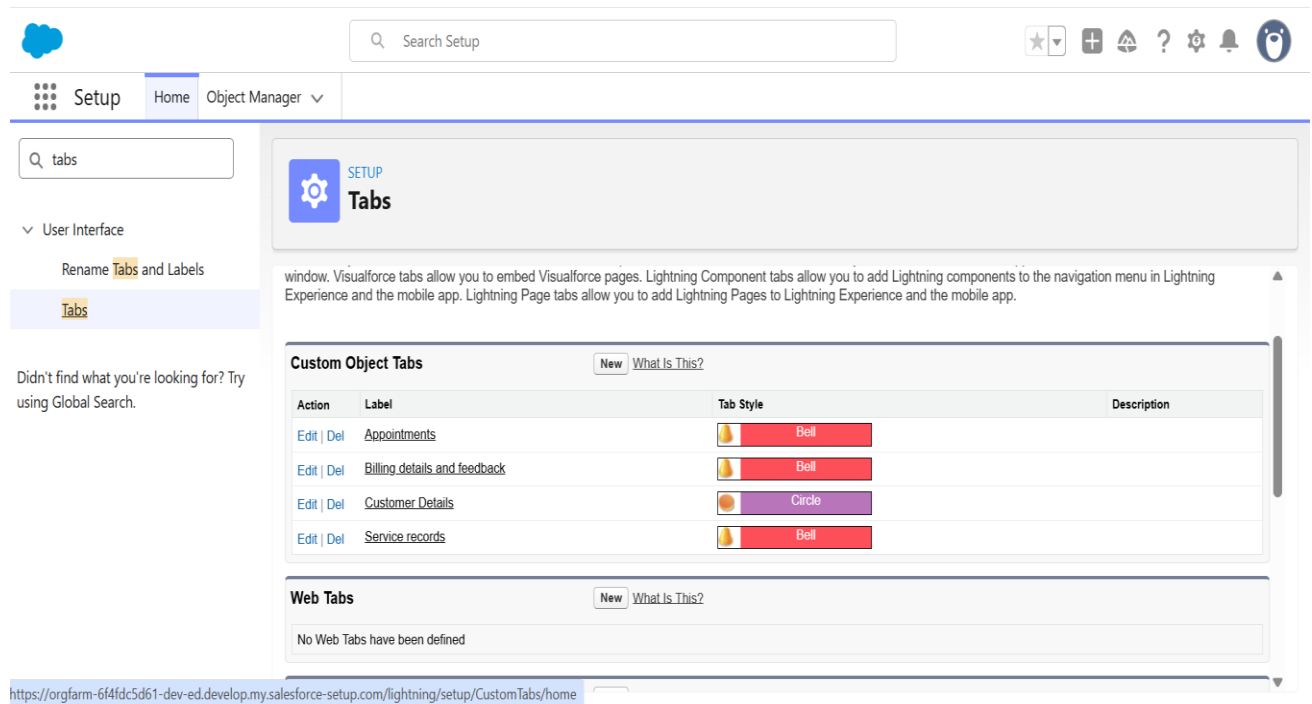 Search Setup
Setup
Home
Object Manager
tabs
User Interface
Rename Tabs and Labels
Tabs
Didn't find what you're looking for? Try
using Global Search.
SETUP
Tabs
window. Visualforce tabs allow you to embed Visualforce pages. Lightning Component tabs allow you to add Lightning components to the navigation menu in Lightning
Experience and the mobile app. Lightning Page tabs allow you to add Lightning Pages to Lightning Experience and the mobile app.
Custom Object Tabs New What Is This?
Action Label Tab Style Description
Edit | Del Appointments Bell
Edit | Del Billing details and feedback Bell
Edit | Del Customer Details Circle
Edit | Del Service records Bell
Web Tabs New What Is This?
No Web Tabs have been defined
https://orgfarm-6f4fdc5d61-dev-ed.develop.my.salesforce-setup.com/lightning/setup/CustomTabs/home